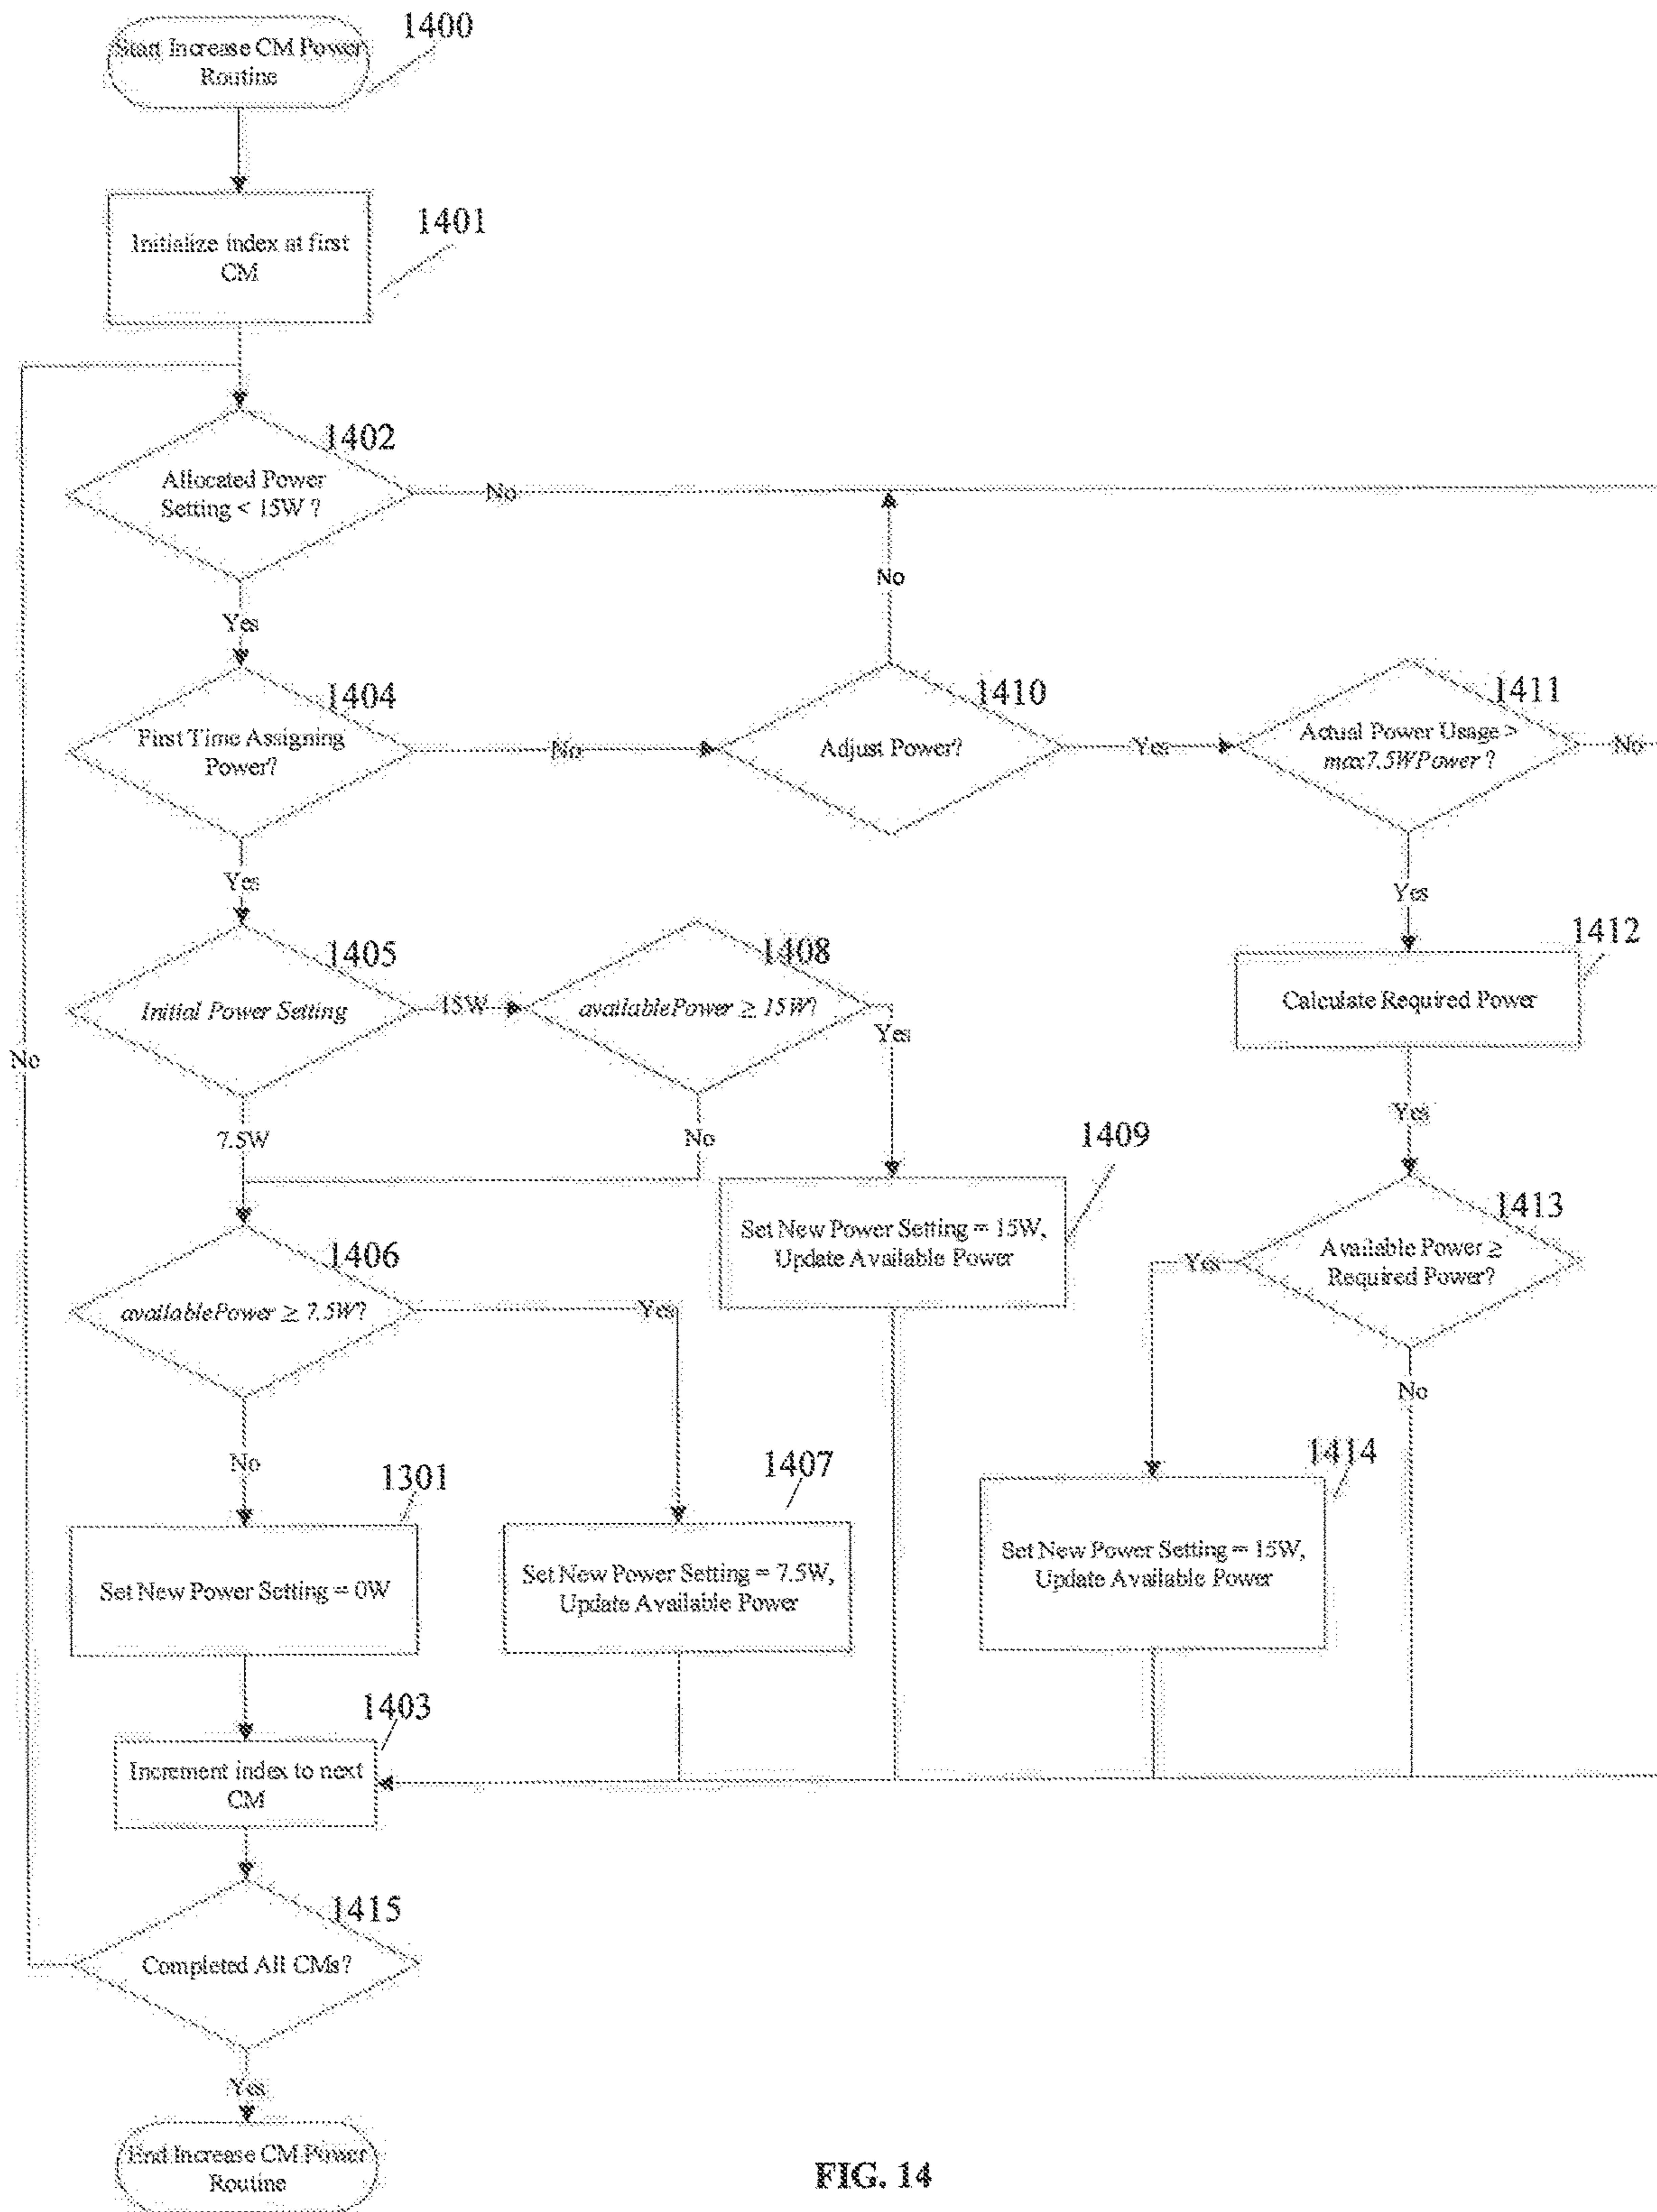 Start Increase CM Power
Routine
1400
Initialize index at first
CM
1401
1402
Allocated Power
Setting < 15W ?
No
No
Yes
1404
First Time Assigning
Power?
No
1410
Adjust Power?
Yes
1411
Actual Power Usage >
max7.5WPower ?
No
Yes
Yes
1405
Initial Power Setting
15W
1408
availablePower ≥ 15W?
Yes
1412
Calculate Required Power
No
7.5W
No
Yes
1409
Set New Power Setting = 15W,
Update Available Power
1413
Available Power ≥
Required Power?
Yes
No
1406
availablePower ≥ 7.5W?
Yes
No
1301
Set New Power Setting = 0W
1407
Set New Power Setting = 7.5W,
Update Available Power
1414
Set New Power Setting = 15W,
Update Available Power
1403
Increment index to next
CM
1415
Completed All CMs?
Yes
End Increase CM Power
Routine
FIG. 14